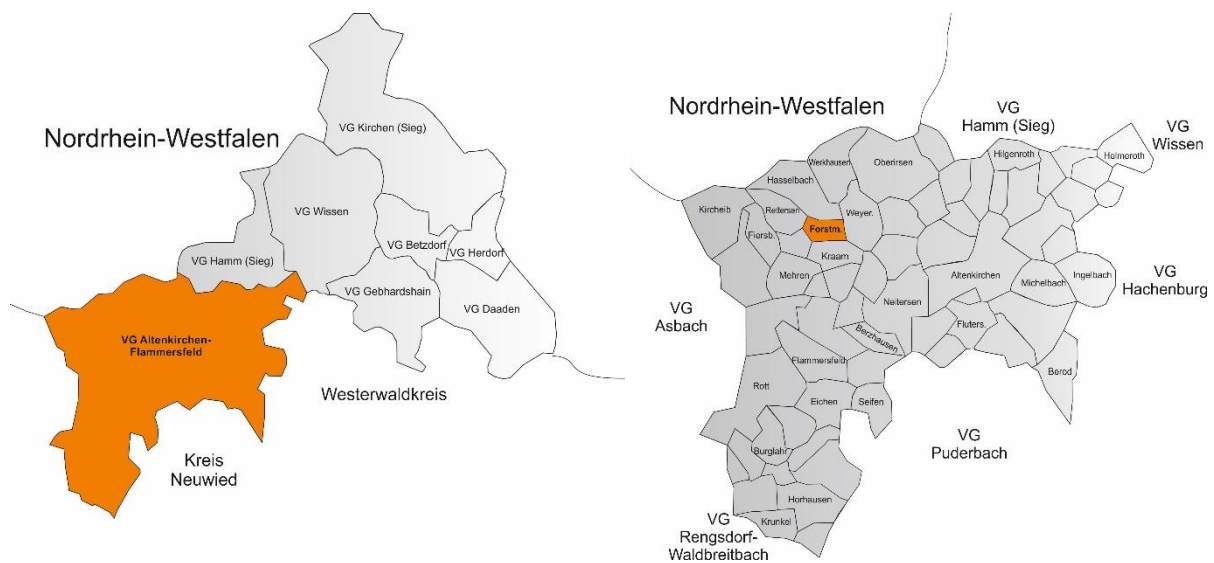 Nordrhein-Westfalen
VG Kirchen (Sieg)
VG Wissen
VG Betzdorf
VG Herdorf
VG Hamm (Sieg)
VG Gebhardshain
VG Daaden
VG Altenkirchen-
Flammersfeld
Westerwaldkreis
Kreis
Neuwied
Nordrhein-Westfalen
VG
Hamm (Sieg)
VG
Wissen
Werkhausen
Oberirsen
Hilgenroth
Helmeroth
Hasselbach
Kircheib
Rettersen
Weyer.
Forstm.
Fiersb.
Kraam
Mehren
Altenkirchen
Michelbach
Ingelbach
VG
Hachenburg
Neitersen
VG
Asbach
Fluters.
Berzhausen
Flammersfeld
Berod
Rott
Eichen
Seifen
VG
Puderbach
Burglahr
Horhausen
Krunkel
VG
Rengsdorf-
Waldbreitbach